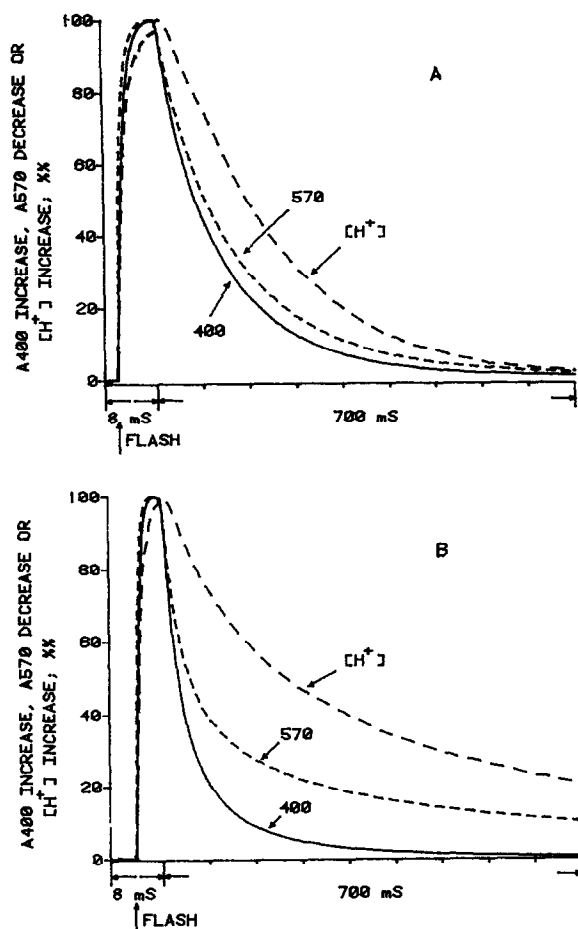 A400 INCREASE, A570 DECREASE OR
[H+] INCREASE; %%
100
80
60
40
20
0
A
570
[H+]
400
8 mS
700 mS
FLASH
A400 INCREASE, A570 DECREASE OR
[H+] INCREASE; %%
100
80
60
40
20
0
B
[H+]
570
400
8 mS
700 mS
FLASH